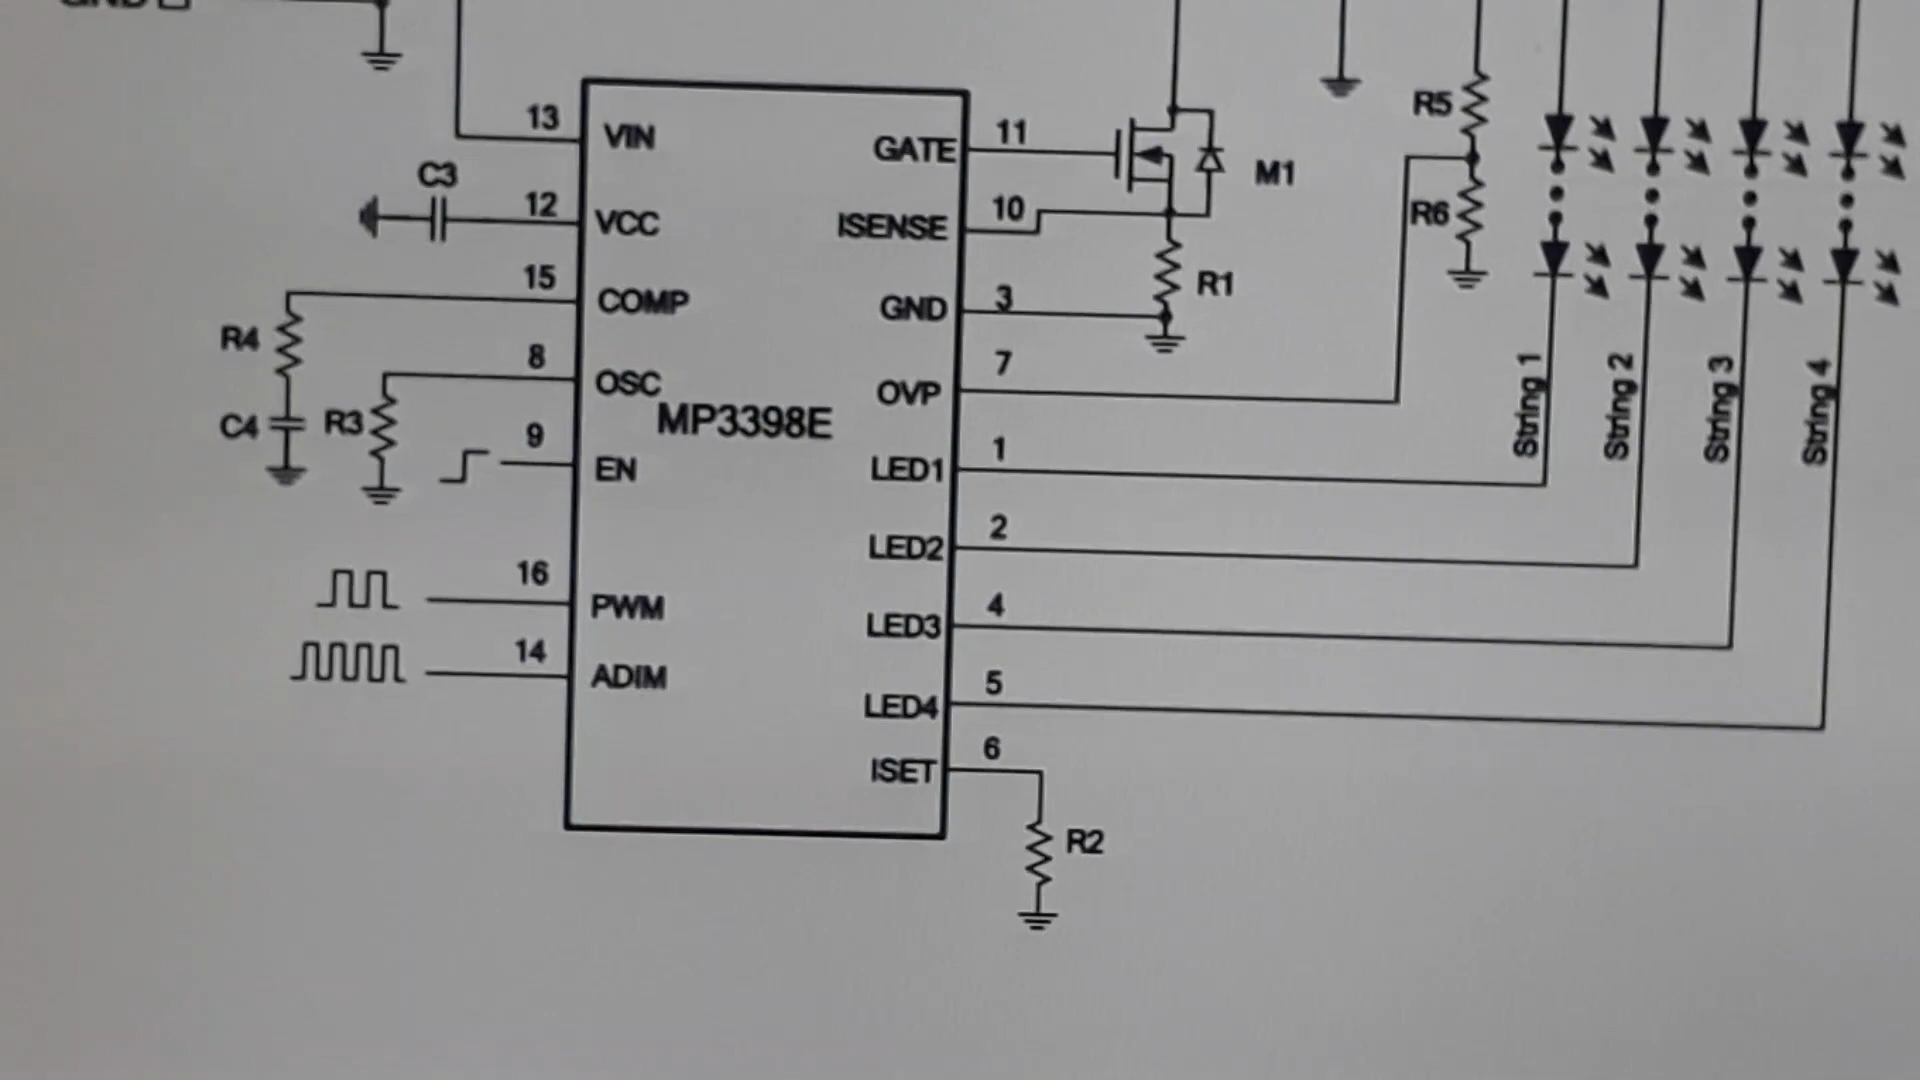 13
VIN
C3
12
VCC
15
COMP
R4
8
OSC
C4
R3
9
EN
MP3398E
16
PWM
14
ADIM
GATE
11
M1
ISENSE
10
R1
GND
3
OVP
7
LED1
1
LED2
2
LED3
4
LED4
5
ISET
6
R2
R5
R6
String 1
String 2
String 3
String 4